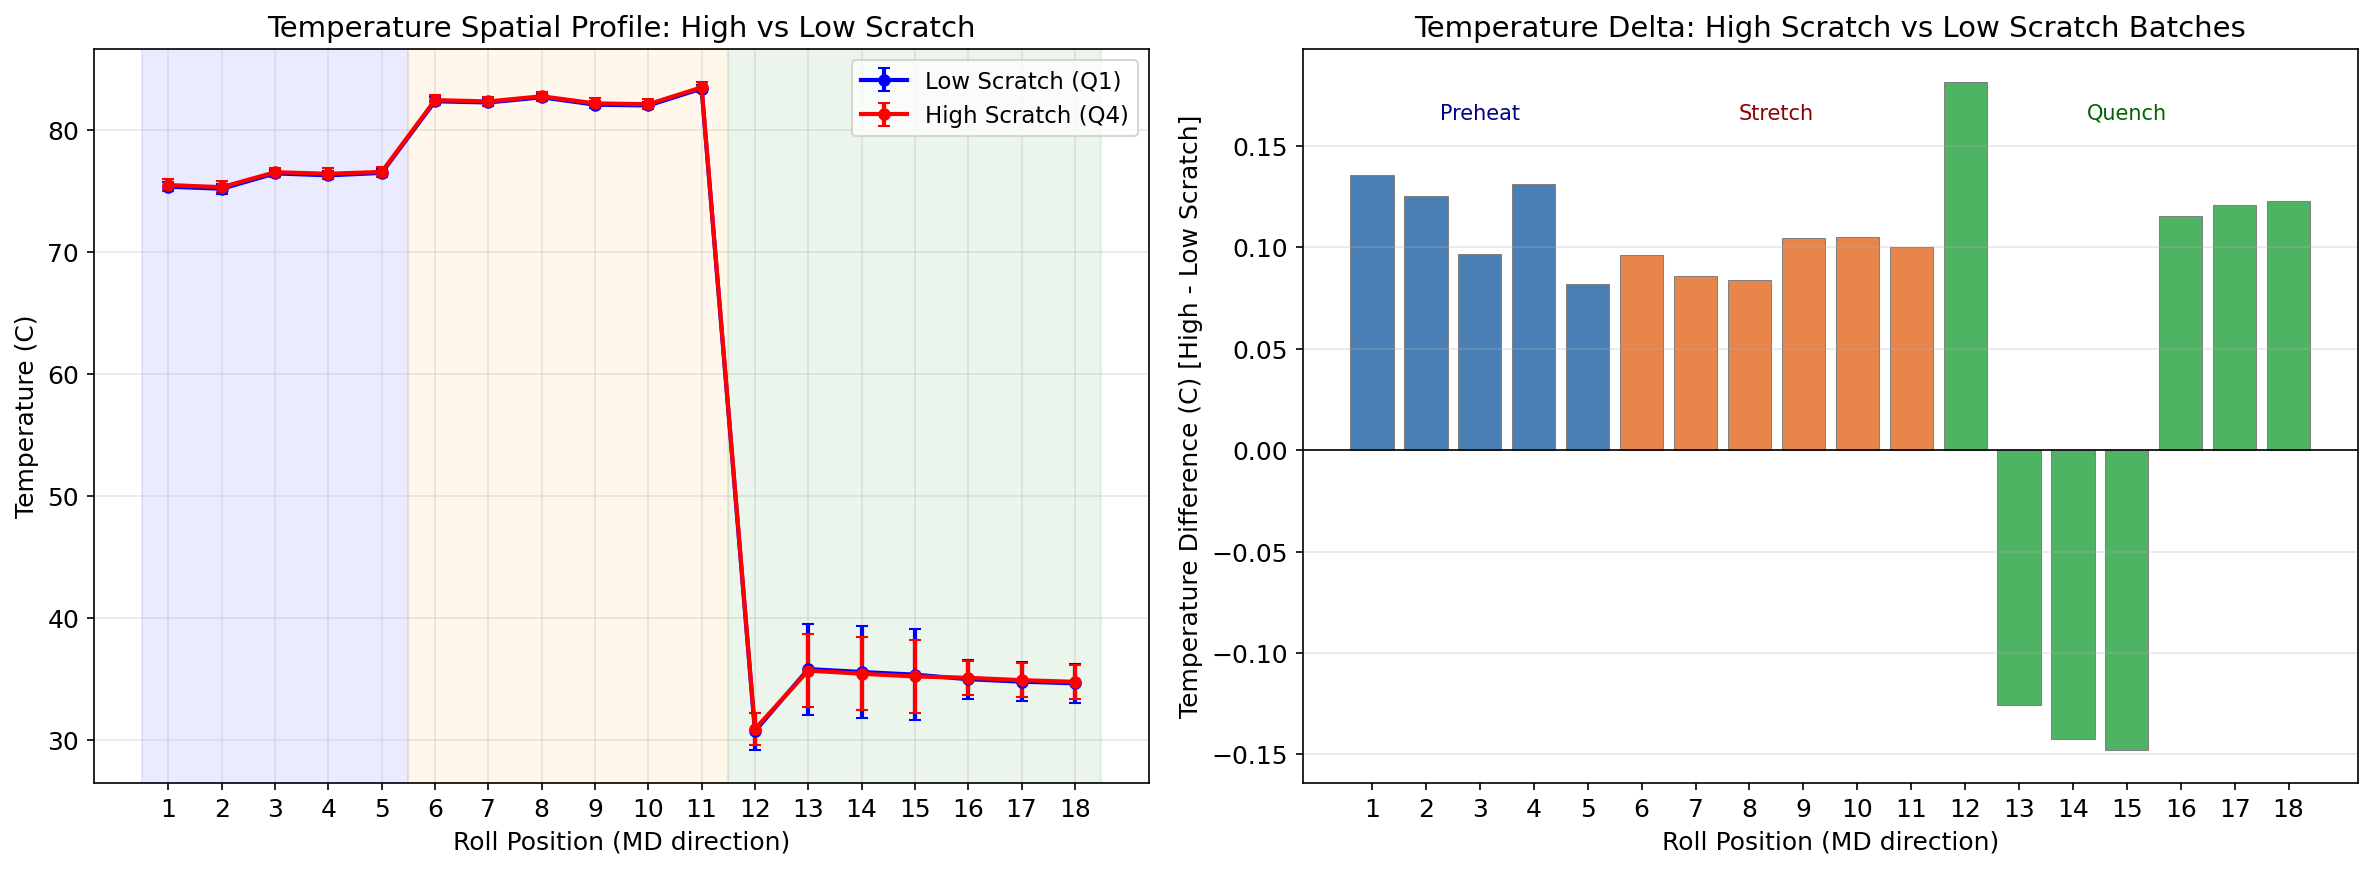 Temperature Spatial Profile: High vs Low Scratch
Low Scratch (Q1)
High Scratch (Q4)
Temperature (C)
80
70
60
50
40
30
1 2 3 4 5 6 7 8 9 10 11 12 13 14 15 16 17 18
Roll Position (MD direction)
Temperature Delta: High Scratch vs Low Scratch Batches
Preheat Stretch Quench
Temperature Difference (C) [High - Low Scratch]
0.15
0.10
0.05
0.00
−0.05
−0.10
−0.15
1 2 3 4 5 6 7 8 9 10 11 12 13 14 15 16 17 18
Roll Position (MD direction)